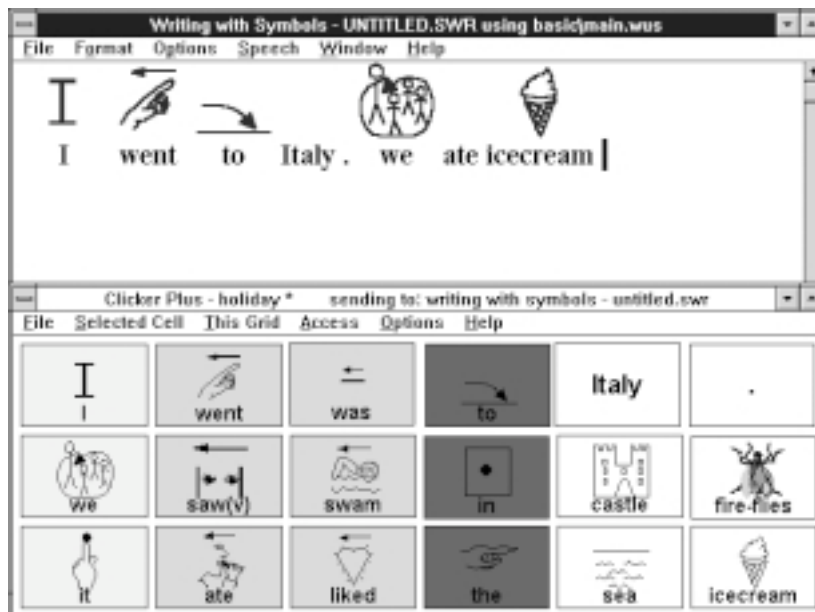 Writing with Symbols - UNTITLED.SWR using basic\main.wus
File Format Options Speech Window Help
I went to Italy . we ate icecream
Clicker Plus - holiday * sending to: writing with symbols - untitled.swr
File Selected Cell This Grid Access Options Help
I went was to Italy .
we saw(v) swam in castle fire-flies
it ate liked the sea icecream